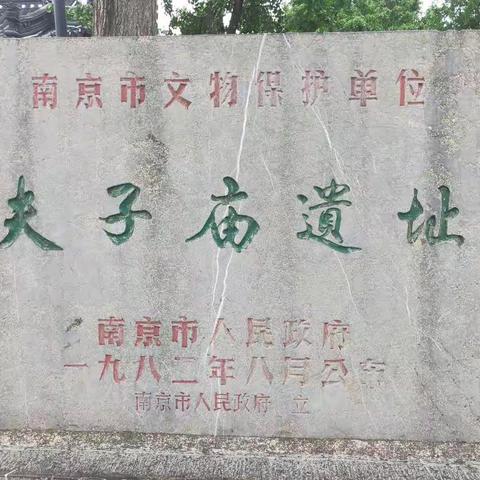 南京市文物保护单位
夫子庙遺址
南京市人民政府
一九八二年八月公布
南京市人民政府 立